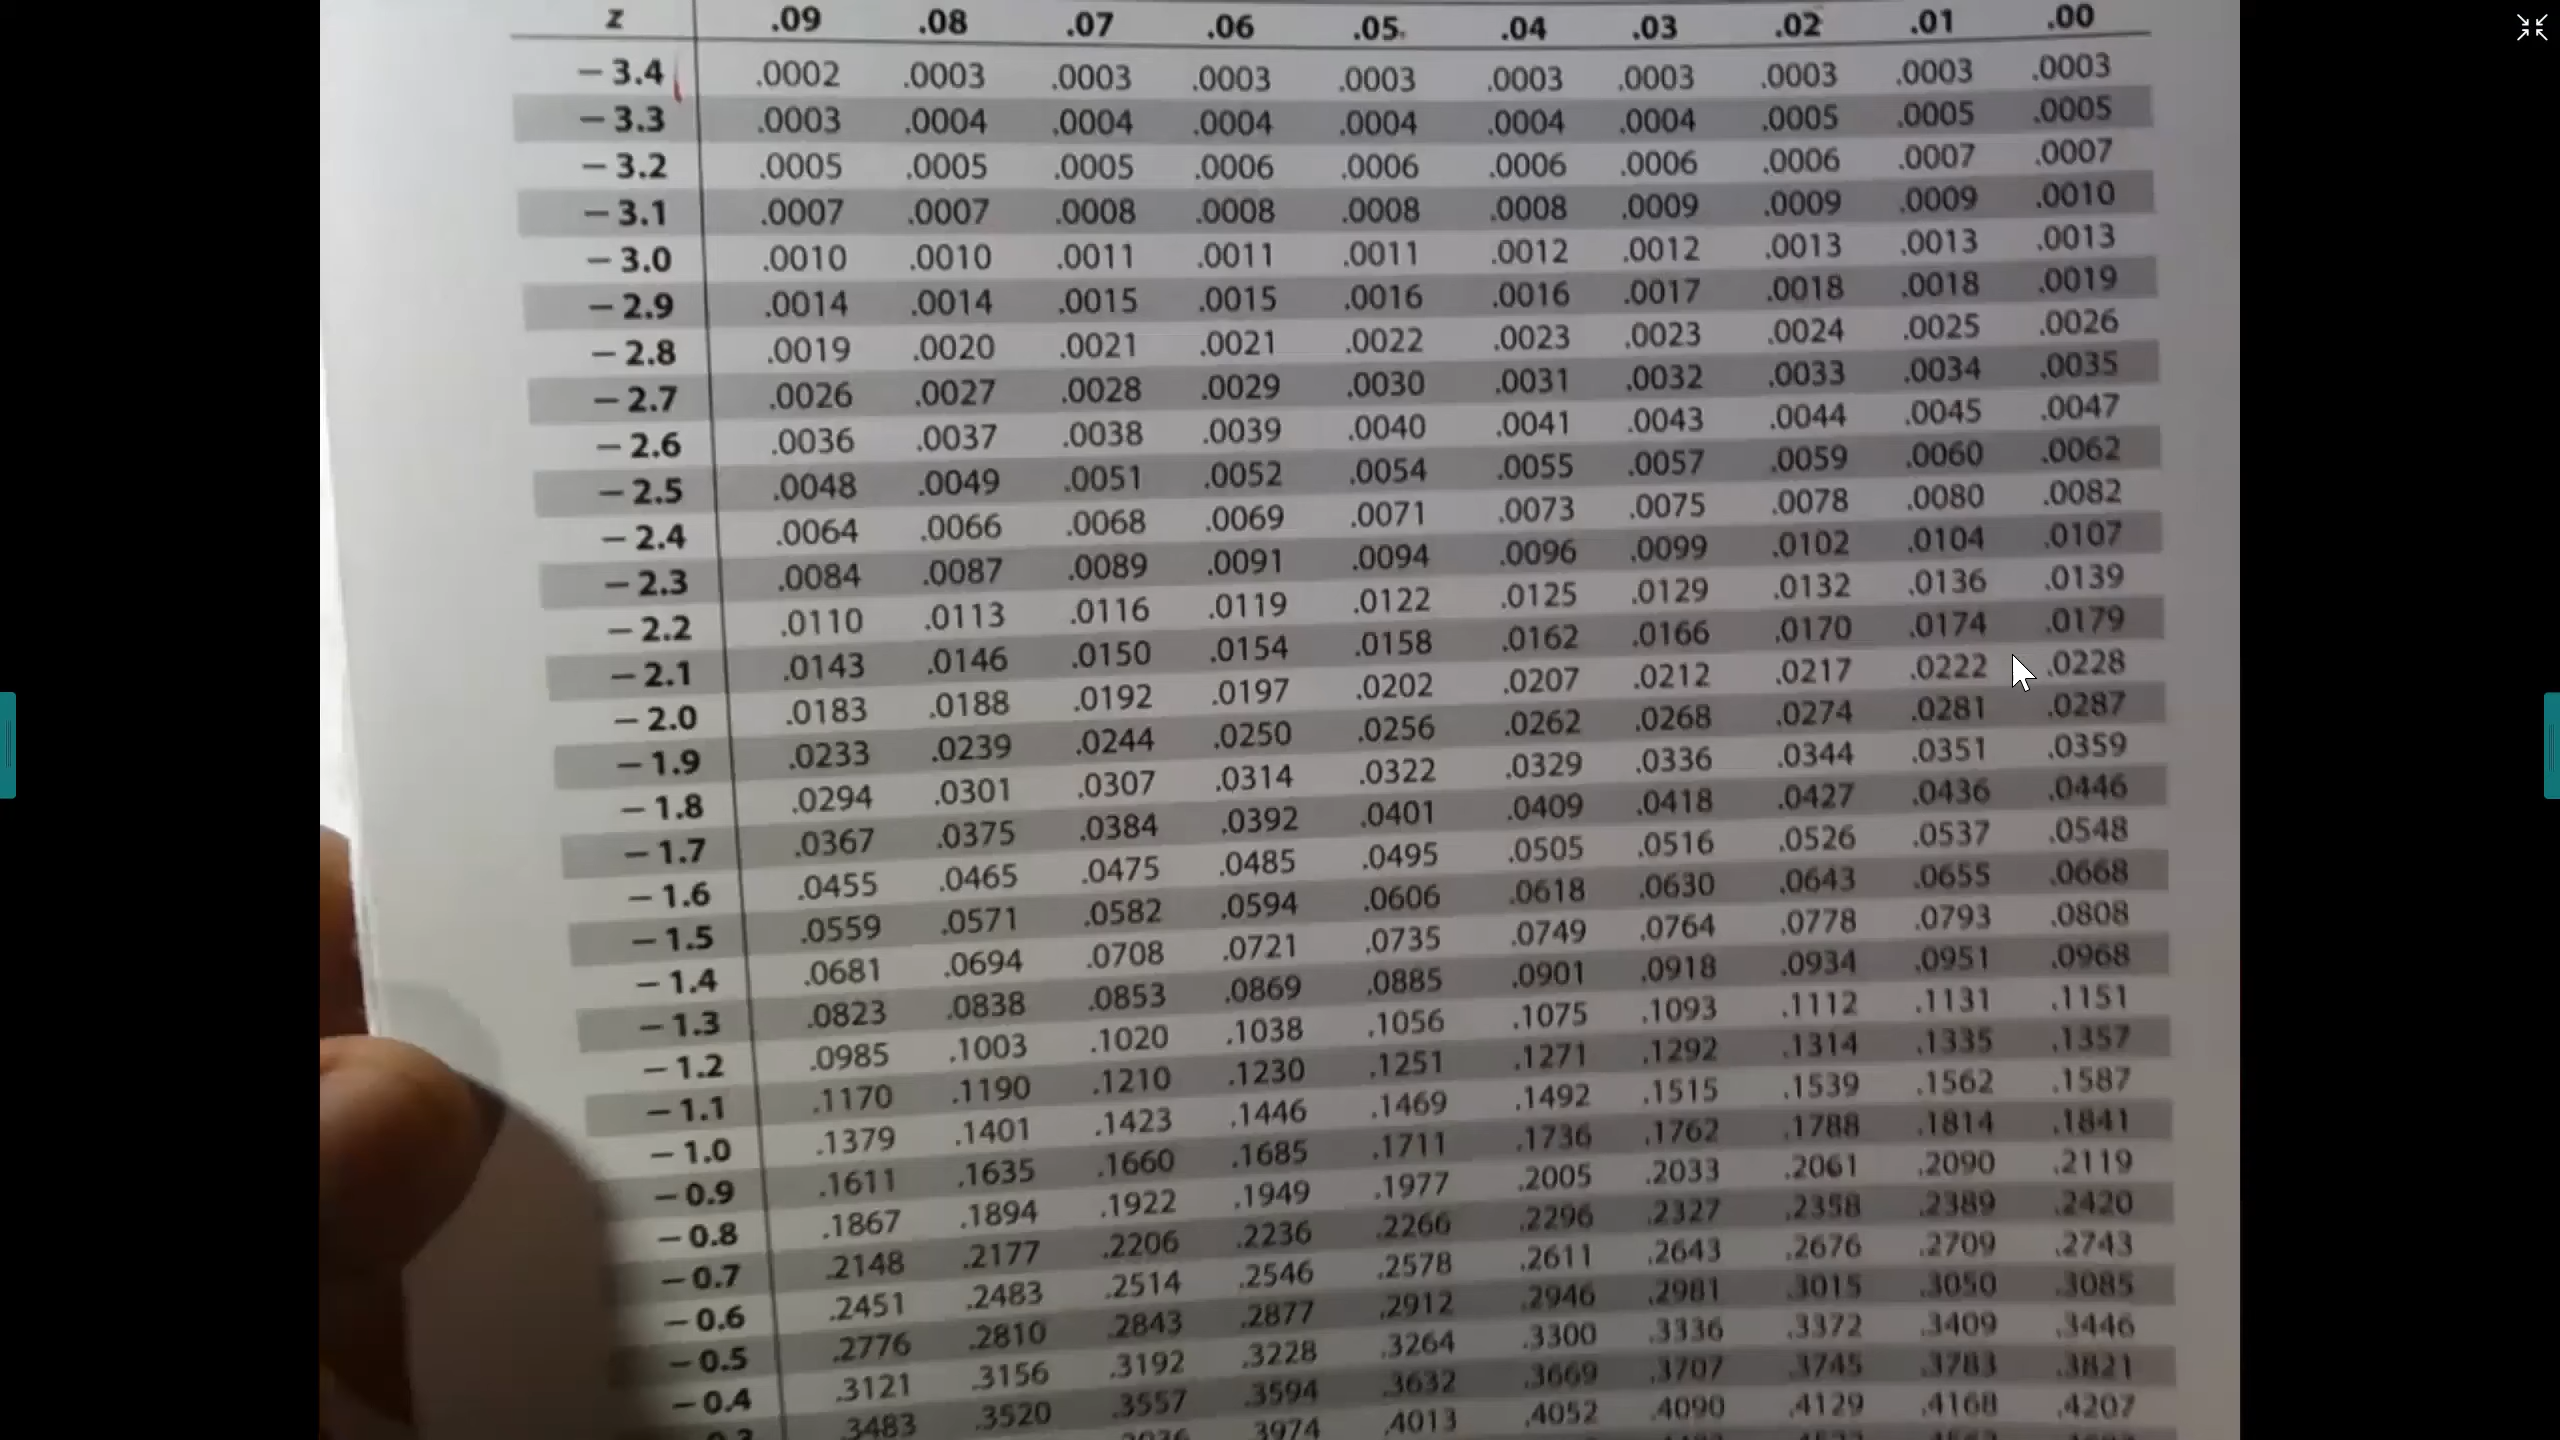 z .09 .08 .07 .06 .05 .04 .03 .02 .01 .00
− 3.4 .0002 .0003 .0003 .0003 .0003 .0003 .0003 .0003 .0003 .0003
− 3.3 .0003 .0004 .0004 .0004 .0004 .0004 .0004 .0005 .0005 .0005
− 3.2 .0005 .0005 .0005 .0006 .0006 .0006 .0006 .0006 .0007 .0007
− 3.1 .0007 .0007 .0008 .0008 .0008 .0008 .0009 .0009 .0009 .0010
− 3.0 .0010 .0010 .0011 .0011 .0011 .0012 .0012 .0013 .0013 .0013
− 2.9 .0014 .0014 .0015 .0015 .0016 .0016 .0017 .0018 .0018 .0019
− 2.8 .0019 .0020 .0021 .0021 .0022 .0023 .0023 .0024 .0025 .0026
− 2.7 .0026 .0027 .0028 .0029 .0030 .0031 .0032 .0033 .0034 .0035
− 2.6 .0036 .0037 .0038 .0039 .0040 .0041 .0043 .0044 .0045 .0047
− 2.5 .0048 .0049 .0051 .0052 .0054 .0055 .0057 .0059 .0060 .0062
− 2.4 .0064 .0066 .0068 .0069 .0071 .0073 .0075 .0078 .0080 .0082
− 2.3 .0084 .0087 .0089 .0091 .0094 .0096 .0099 .0102 .0104 .0107
− 2.2 .0110 .0113 .0116 .0119 .0122 .0125 .0129 .0132 .0136 .0139
− 2.1 .0143 .0146 .0150 .0154 .0158 .0162 .0166 .0170 .0174 .0179
− 2.0 .0183 .0188 .0192 .0197 .0202 .0207 .0212 .0217 .0222 .0228
− 1.9 .0233 .0239 .0244 .0250 .0256 .0262 .0268 .0274 .0281 .0287
− 1.8 .0294 .0301 .0307 .0314 .0322 .0329 .0336 .0344 .0351 .0359
− 1.7 .0367 .0375 .0384 .0392 .0401 .0409 .0418 .0427 .0436 .0446
− 1.6 .0455 .0465 .0475 .0485 .0495 .0505 .0516 .0526 .0537 .0548
− 1.5 .0559 .0571 .0582 .0594 .0606 .0618 .0630 .0643 .0655 .0668
− 1.4 .0681 .0694 .0708 .0721 .0735 .0749 .0764 .0778 .0793 .0808
− 1.3 .0823 .0838 .0853 .0869 .0885 .0901 .0918 .0934 .0951 .0968
− 1.2 .0985 .1003 .1020 .1038 .1056 .1075 .1093 .1112 .1131 .1151
− 1.1 .1170 .1190 .1210 .1230 .1251 .1271 .1292 .1314 .1335 .1357
− 1.0 .1379 .1401 .1423 .1446 .1469 .1492 .1515 .1539 .1562 .1587
− 0.9 .1611 .1635 .1660 .1685 .1711 .1736 .1762 .1788 .1814 .1841
− 0.8 .1867 .1894 .1922 .1949 .1977 .2005 .2033 .2061 .2090 .2119
− 0.7 .2148 .2177 .2206 .2236 .2266 .2296 .2327 .2358 .2389 .2420
− 0.6 .2451 .2483 .2514 .2546 .2578 .2611 .2643 .2676 .2709 .2743
− 0.5 .2776 .2810 .2843 .2877 .2912 .2946 .2981 .3015 .3050 .3085
− 0.4 .3121 .3156 .3192 .3228 .3264 .3300 .3336 .3372 .3409 .3446
.3483 .3520 .3557 .3594 .3632 .3669 .3707 .3745 .3783 .3821
.3974 .4013 .4052 .4090 .4129 .4168 .4207